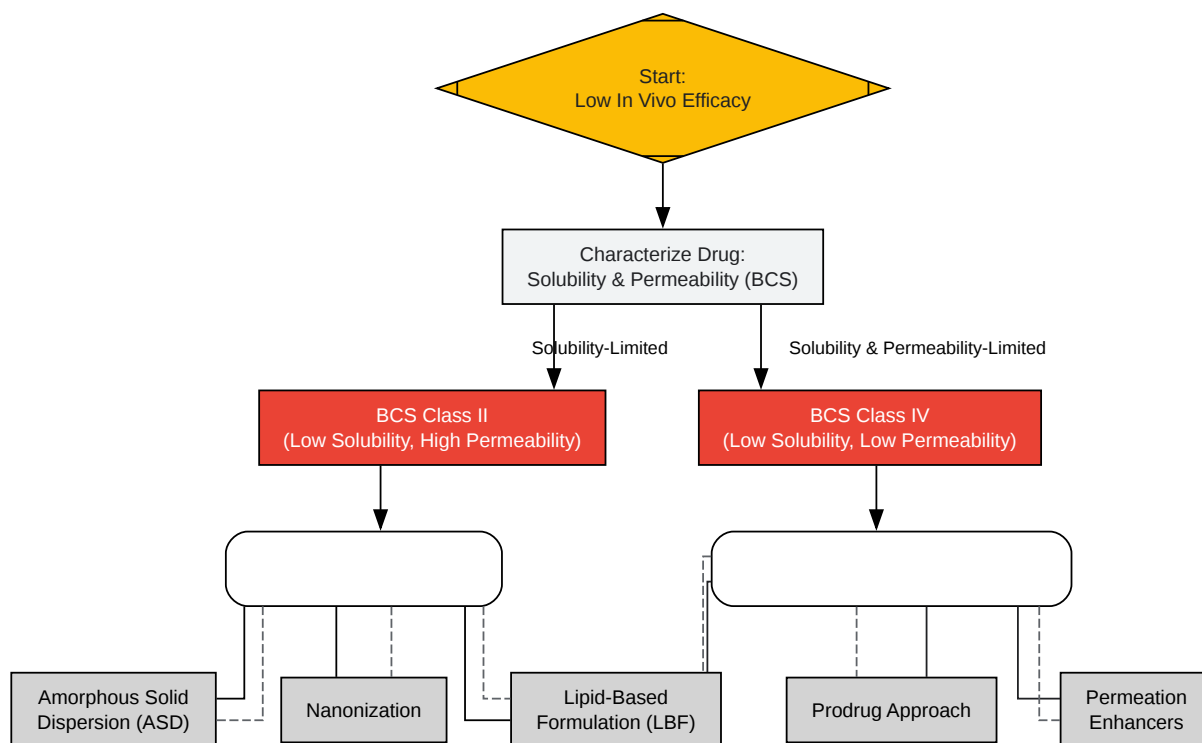 Start:
Low In Vivo Efficacy
Characterize Drug:
Solubility & Permeability (BCS)
Solubility-Limited
Solubility & Permeability-Limited
BCS Class II
(Low Solubility, High Permeability)
BCS Class IV
(Low Solubility, Low Permeability)
Amorphous Solid
Dispersion (ASD)
Nanonization
Lipid-Based
Formulation (LBF)
Prodrug Approach
Permeation
Enhancers